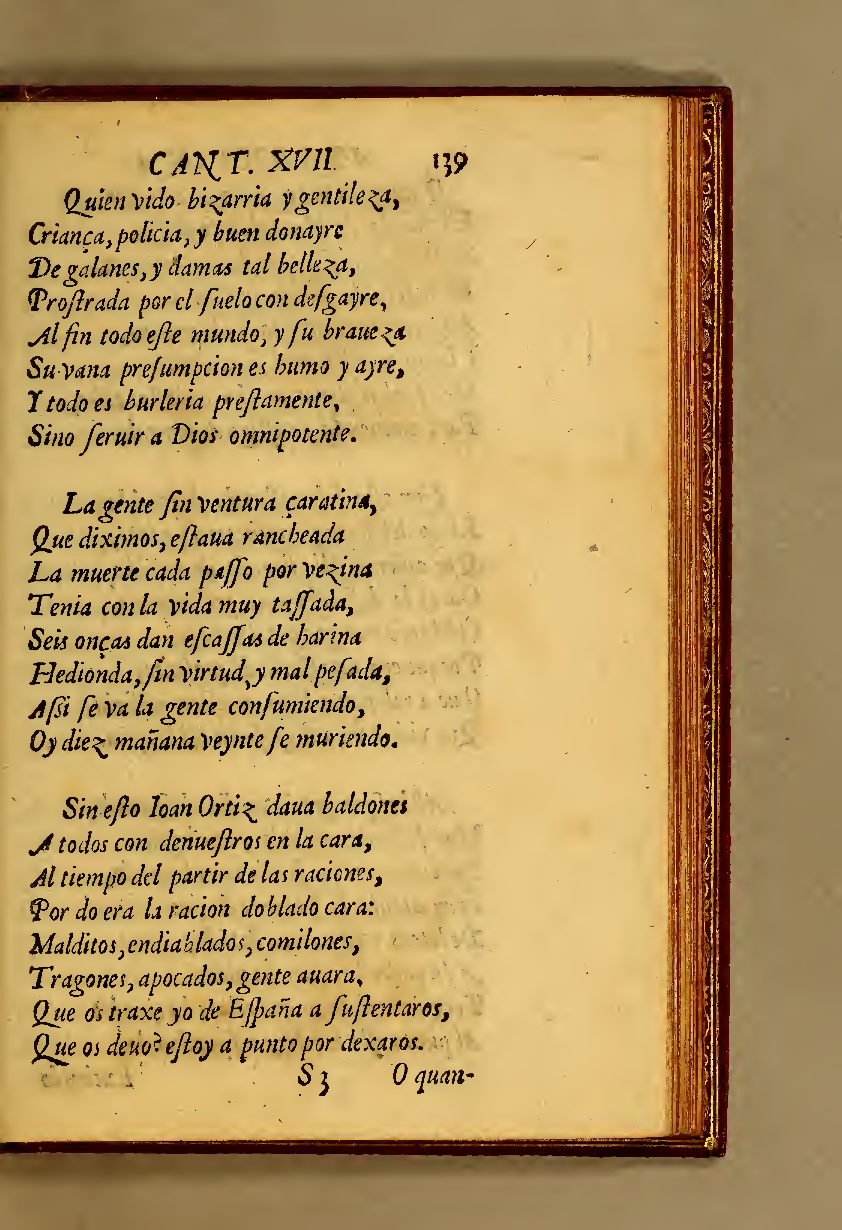 CANT. XVII. 139
Quien vido bizarria y gentileza,
Criança, policia, y buen donayre
De galanes, y damas tal belleza,
Proſtrada por el ſuelo con deſgayre,
Al fin todo eſte mundo, y ſu braueza
Su vana preſumpcion es humo y ayre,
Y todo es burleria preſtamente,
Sino ſeruir a Dios omnipotente.
La gente ſin ventura çaratina,
Que diximos, eſtaua rancheada
La muerte cada paſſo por vezina
Tenia con la vida muy taſſada,
Seis onças dan eſcaſſas de harina
Hedionda, ſin virtud, y mal peſada,
Aſsi ſe va la gente conſumiendo,
Oy diez mañana veynte ſe muriendo.
Sin eſto Ioan Ortiz daua baldones
A todos con denueſtros en la cara,
Al tiempo del partir de las raciones,
Por do era la racion doblado cara:
Malditos, endiablados, comilones,
Tragones, apocados, gente auara,
Que os traxe yo de Eſpaña a ſuſtentaros,
Que os deuo? eſtoy a punto por dexaros.
S 3 O quan-